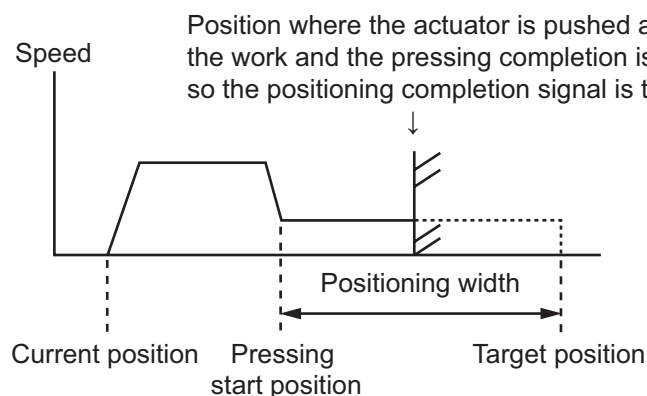 Position where the actuator is pushed a
the work and the pressing completion is
so the positioning completion signal is t
Speed
↓
Positioning width
Current position
Pressing
start position
Target position